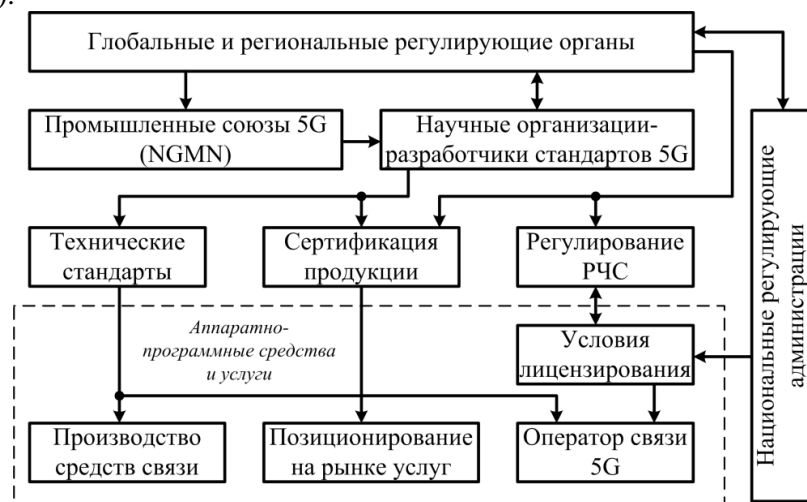 ).
Глобальные и региональные регулирующие органы
Промышленные союзы 5G
(NGMN)
Научные организации-
разработчики стандартов 5G
Технические
стандарты
Сертификация
продукции
Регулирование
РЧС
Национальные регулирующие
администрации
Аппаратно-
программные средства
и услуги
Условия
лицензирования
Производство
средств связи
Позиционирование
на рынке услуг
Оператор связи
5G